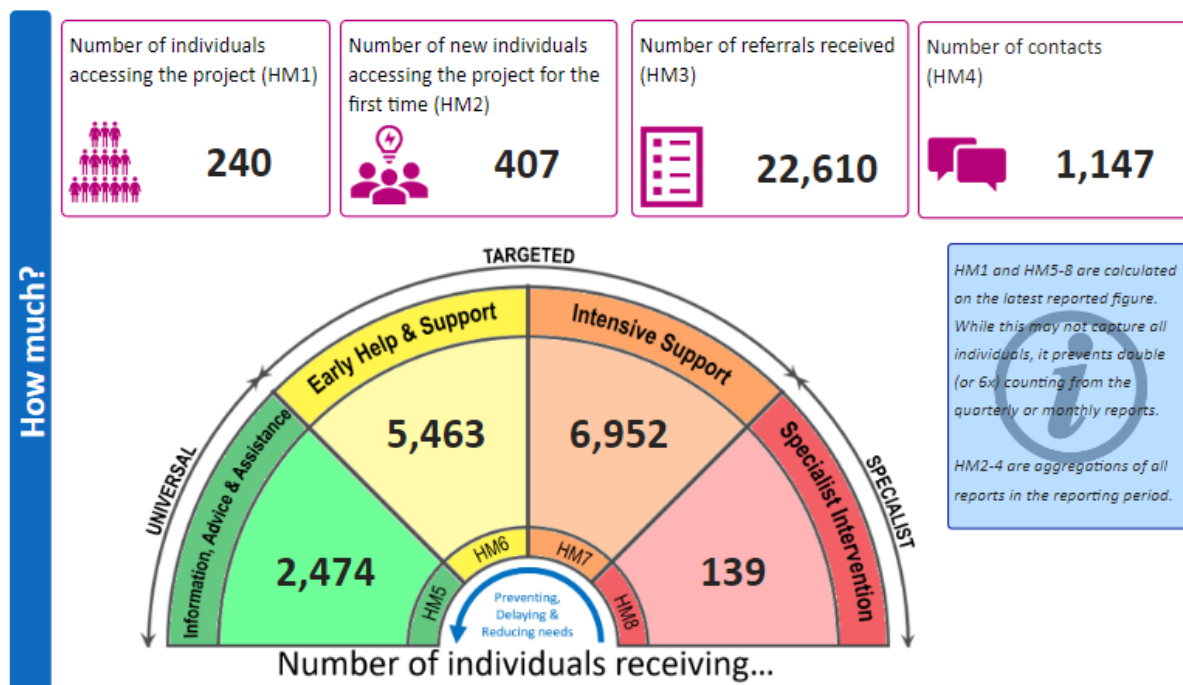 How much?
Number of individuals
accessing the project (HM1)
240
Number of new individuals
accessing the project for the
first time (HM2)
407
Number of referrals received
(HM3)
22,610
Number of contacts
(HM4)
1,147
TARGETED
UNIVERSAL
SPECIALIST
Information, Advice & Assistance
Early Help & Support
Intensive Support
Specialist Intervention
2,474
5,463
6,952
139
HM5
HM6
HM7
HM8
Preventing,
Delaying &
Reducing needs
Number of individuals receiving...
HM1 and HM5-8 are calculated
on the latest reported figure.
While this may not capture all
individuals, it prevents double
(or 6x) counting from the
quarterly or monthly reports.
HM2-4 are aggregations of all
reports in the reporting period.